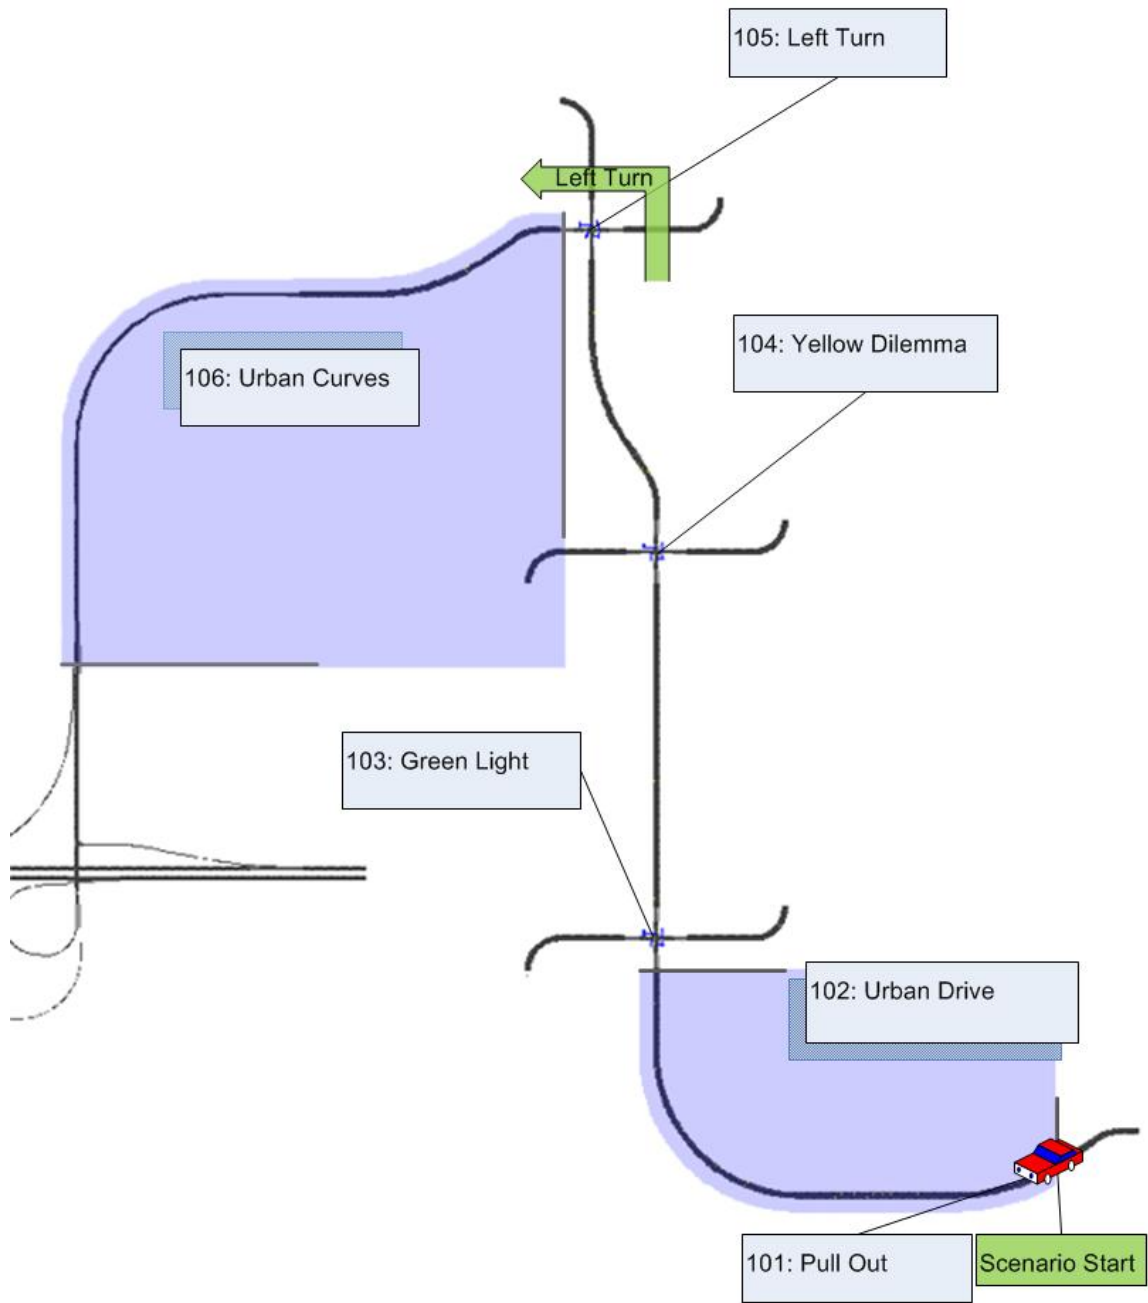 105: Left Turn
Left Turn
104: Yellow Dilemma
106: Urban Curves
103: Green Light
102: Urban Drive
101: Pull Out
Scenario Start